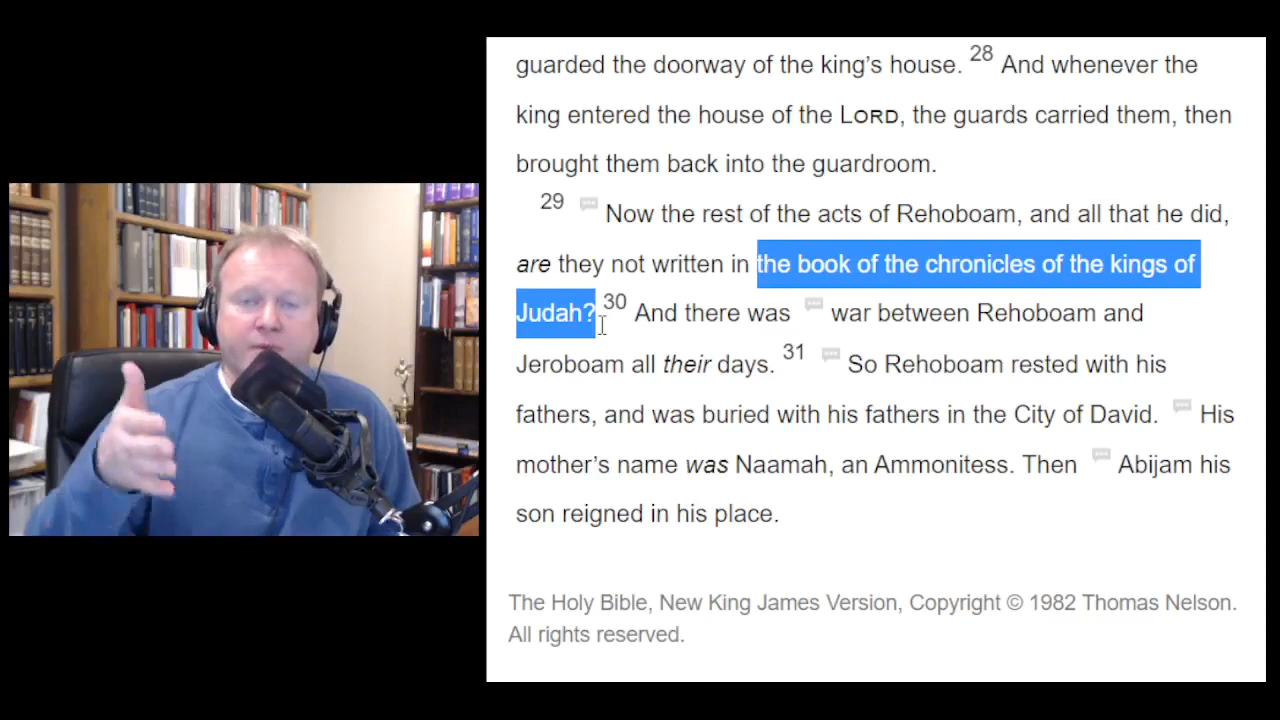 guarded the doorway of the king’s house. 28 And whenever the
king entered the house of the LORD, the guards carried them, then
brought them back into the guardroom.
29 Now the rest of the acts of Rehoboam, and all that he did,
are they not written in the book of the chronicles of the kings of
Judah? 30 And there was war between Rehoboam and
Jeroboam all their days. 31 So Rehoboam rested with his
fathers, and was buried with his fathers in the City of David. His
mother’s name was Naamah, an Ammonitess. Then Abijam his
son reigned in his place.
The Holy Bible, New King James Version, Copyright © 1982 Thomas Nelson.
All rights reserved.